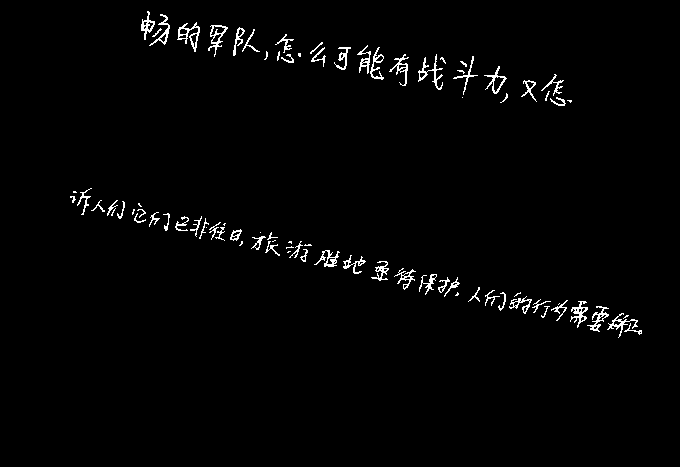 畅的军队,怎么可能有战斗力,又怎
诉人们它们已非往日,旅游胜地亟待保护,人们的行为需要矫正。